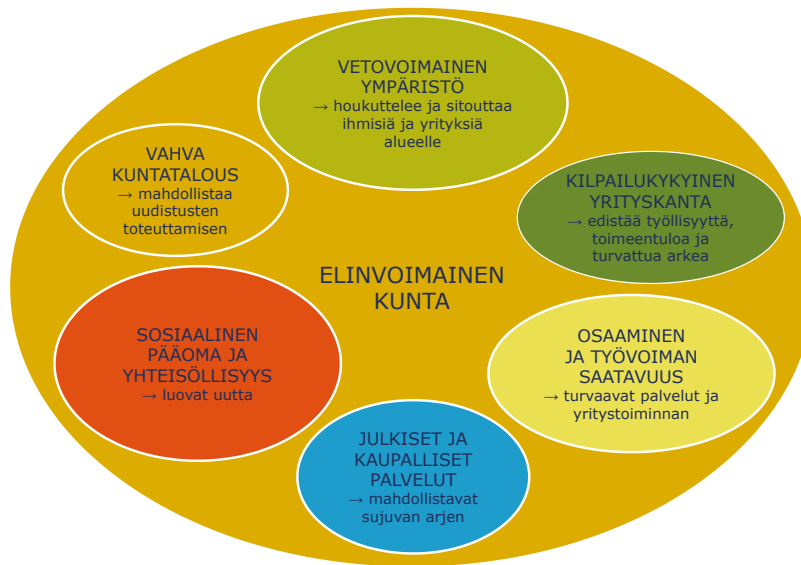 VETOVOIMAINEN
YMPÄRISTÖ
→ houkuttelee ja sitouttaa
ihmisiä ja yrityksiä
alueelle
VAHVA
KUNTATALOUS
→ mahdollistaa
uudistusten
toteuttamisen
KILPAILUKYKYINEN
YRITYSKANTA
→ edistää työllisyyttä,
toimeentuloa ja
turvattua arkea
ELINVOIMAINEN
KUNTA
SOSIAALINEN
PÄÄOMA JA
YHTEISÖLLISYYS
→ luovat uutta
OSAAMINEN
JA TYÖVOIMAN
SAATAVUUS
→ turvaavat palvelut ja
yritystoiminnan
JULKISET JA
KAUPALLISET
PALVELUT
→ mahdollistavat
sujuvan arjen